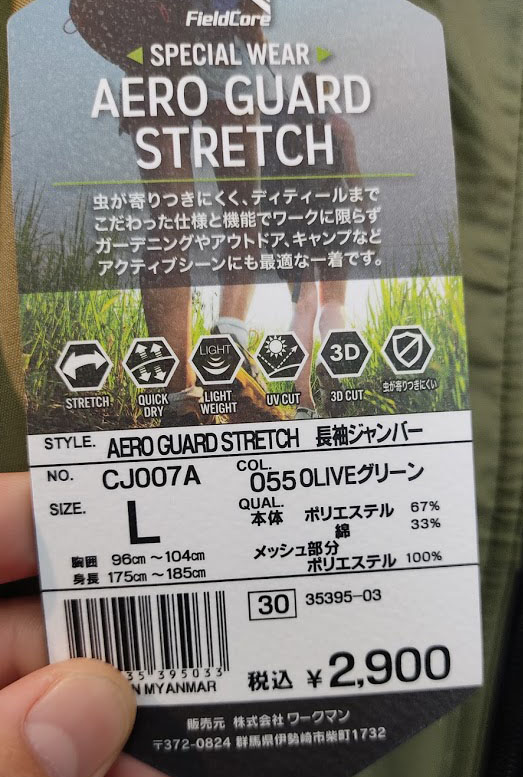 FieldCore
SPECIAL WEAR
AERO GUARD
STRETCH
虫が寄りつきにくく、ディティールまで
こだわった仕様と機能でワークに限らず
ガーデニングやアウトドア、キャンプなど
アクティブシーンにも最適な一着です。
LIGHT 3D
STRETCH QUICK DRY LIGHT WEIGHT UV CUT 3D CUT 虫が寄りつきにくい
STYLE. AERO GUARD STRETCH 長袖ジャンパー
NO. CJ007A COL. 055 OLIVEグリーン
SIZE. L QUAL.
本体 ポリエステル 67%
綿 33%
メッシュ部分
ポリエステル 100%
胸囲 96cm～104cm
身長 175cm～185cm
30 35395-03
395033
MYANMAR
税込 ¥2,900
販売元 株式会社 ワークマン
〒372-0824 群馬県伊勢崎市柴町1732